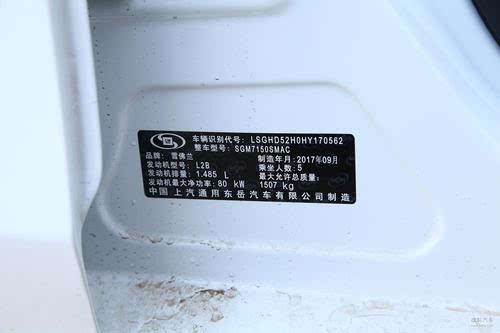 车辆识别代号: LSGHD52H0HY170562
整车型号: SGM7150SMAC
品牌: 雪佛兰 制造年月: 2017年09月
发动机型号: L2B 乘坐人数: 5
发动机排量: 1.485 L 最大允许总质量:
发动机最大净功率: 80 kW 1507 kg
中国上汽通用东岳汽车有限公司制造